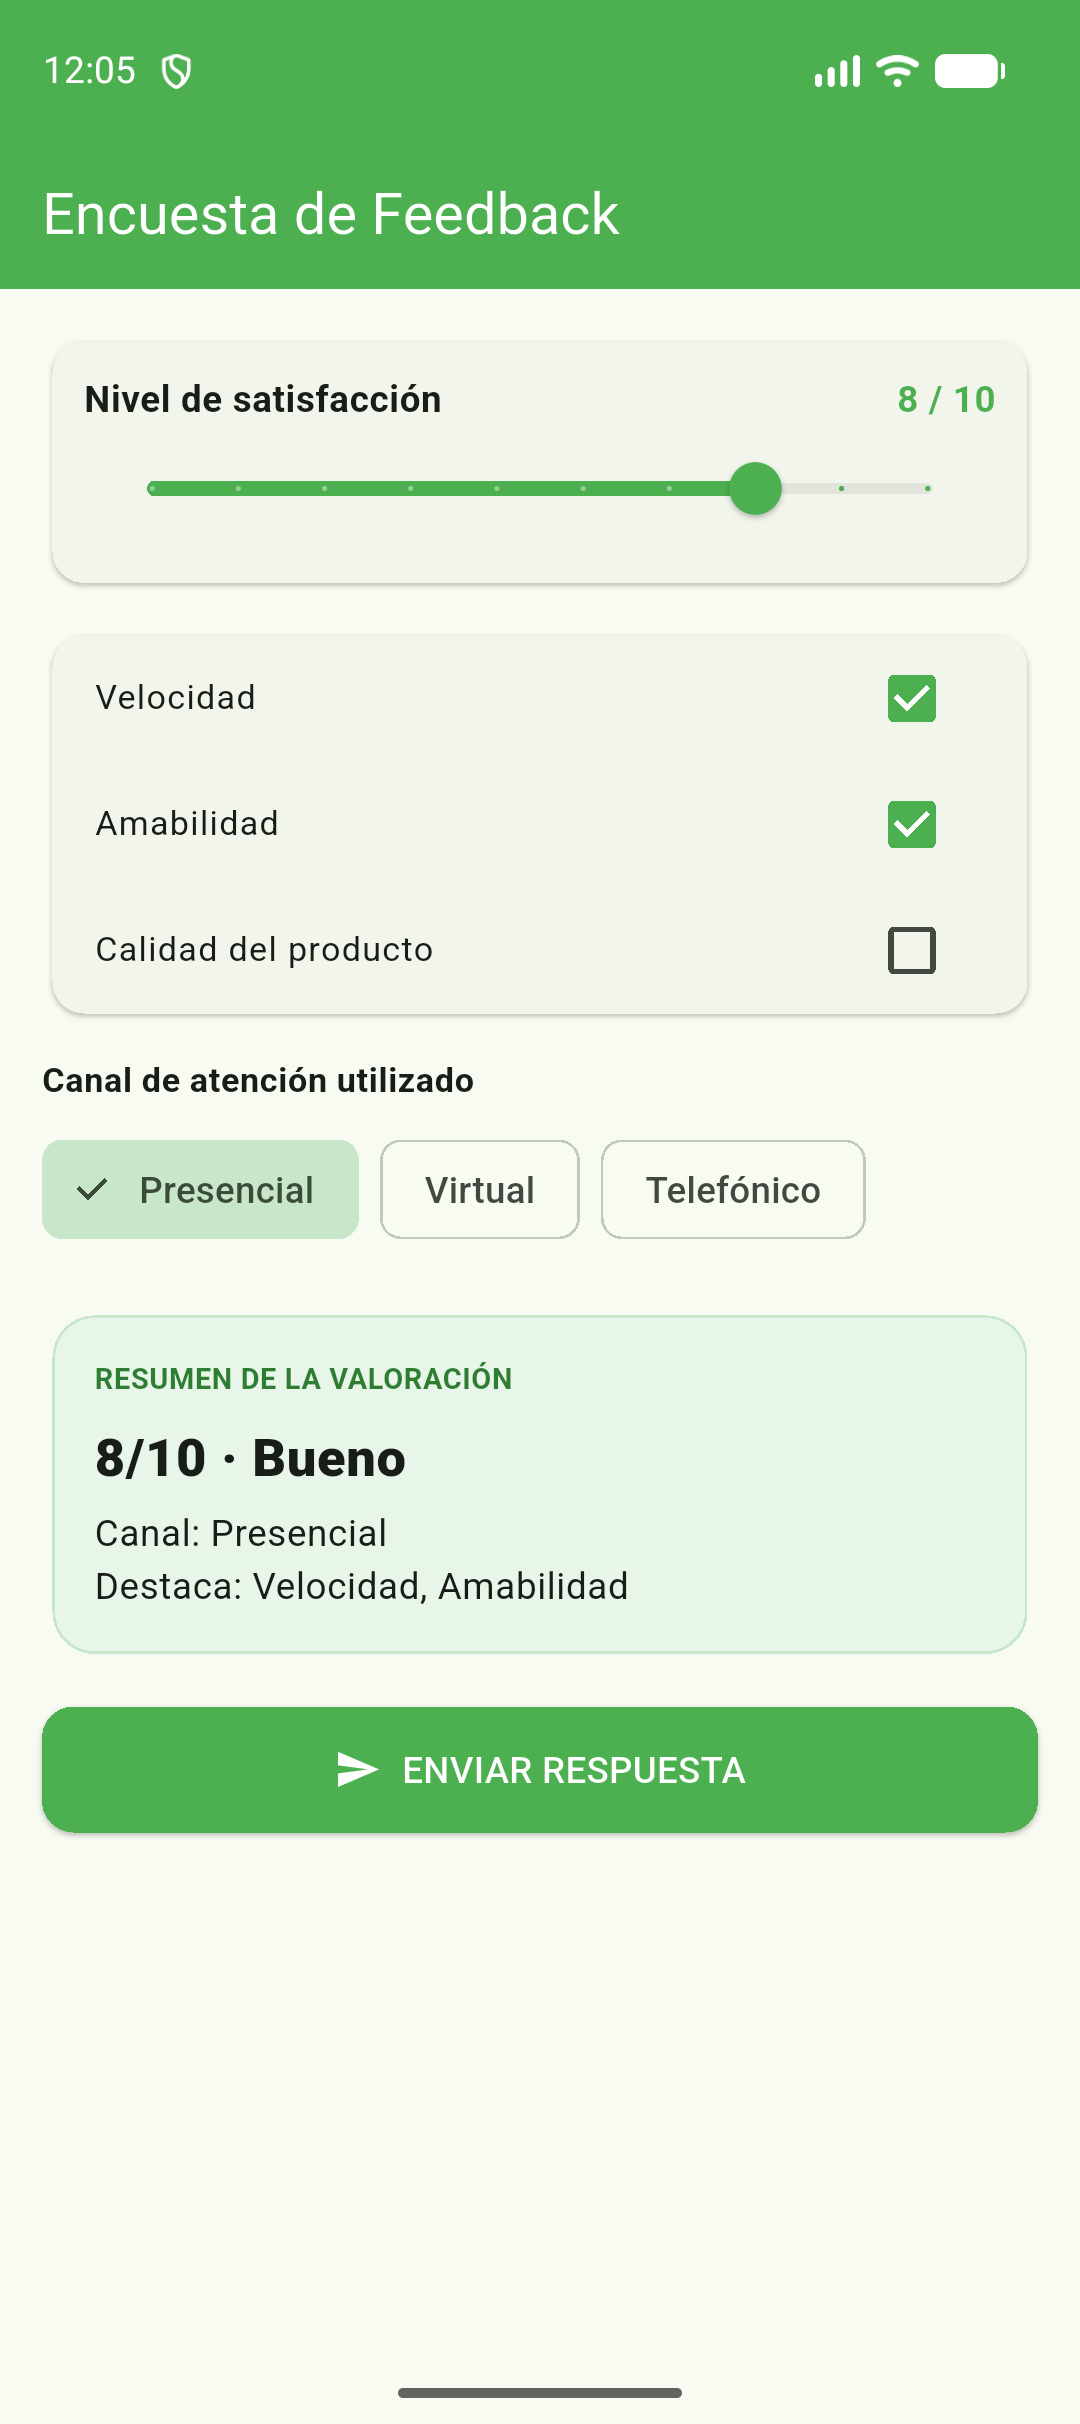 12:05
Encuesta de Feedback
Nivel de satisfacción 8 / 10
Velocidad
Amabilidad
Calidad del producto
Canal de atención utilizado
Presencial Virtual Telefónico
RESUMEN DE LA VALORACIÓN
8/10 · Bueno
Canal: Presencial
Destaca: Velocidad, Amabilidad
ENVIAR RESPUESTA